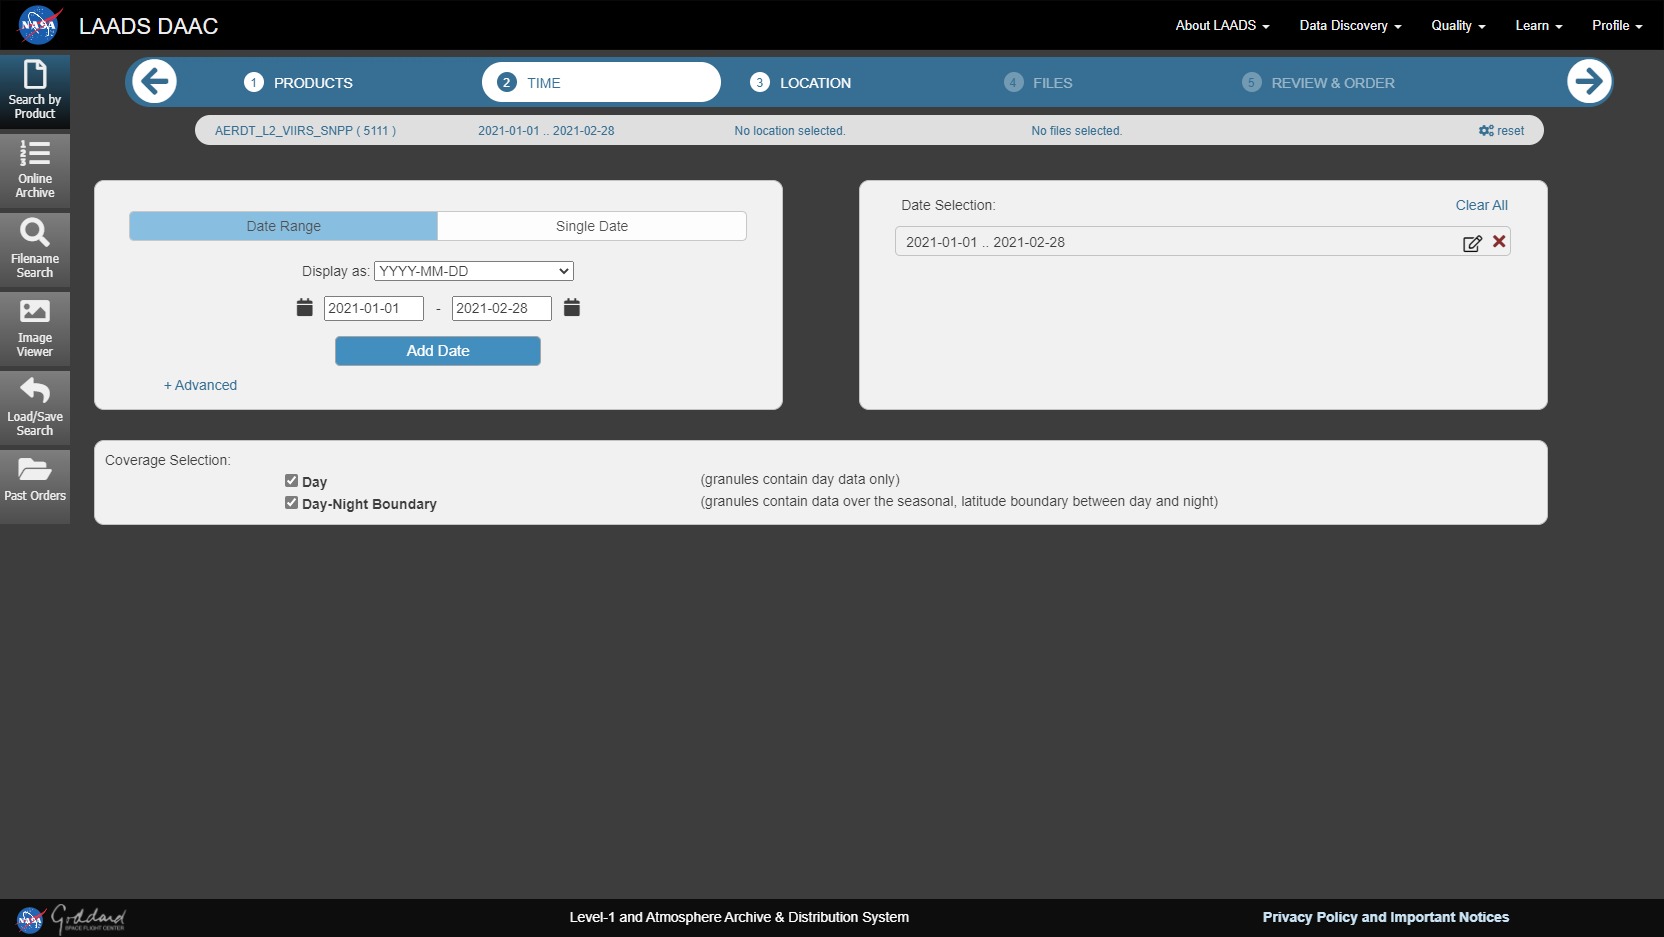 NASA LAADS DAAC About LAADS Data Discovery Quality Learn Profile
Search by
Product
1 PRODUCTS 2 TIME 3 LOCATION 4 FILES 5 REVIEW & ORDER
AERDT_L2_VIIRS_SNPP ( 5111 ) 2021-01-01 .. 2021-02-28 No location selected. No files selected. reset
1
2
3
Online
Archive
Filename
Search
Image
Viewer
Load/Save
Search
Past Orders
Date Range Single Date
Display as: YYYY-MM-DD
2021-01-01 - 2021-02-28
Add Date
+ Advanced
Date Selection: Clear All
2021-01-01 .. 2021-02-28
Coverage Selection:
Day (granules contain day data only)
Day-Night Boundary (granules contain data over the seasonal, latitude boundary between day and night)
NASA Goddard
SPACE FLIGHT CENTER
Level-1 and Atmosphere Archive & Distribution System
Privacy Policy and Important Notices